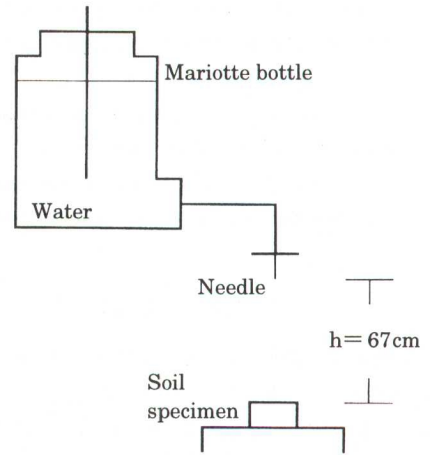 Mariotte bottle
Water
Needle
h= 67cm
Soil
specimen